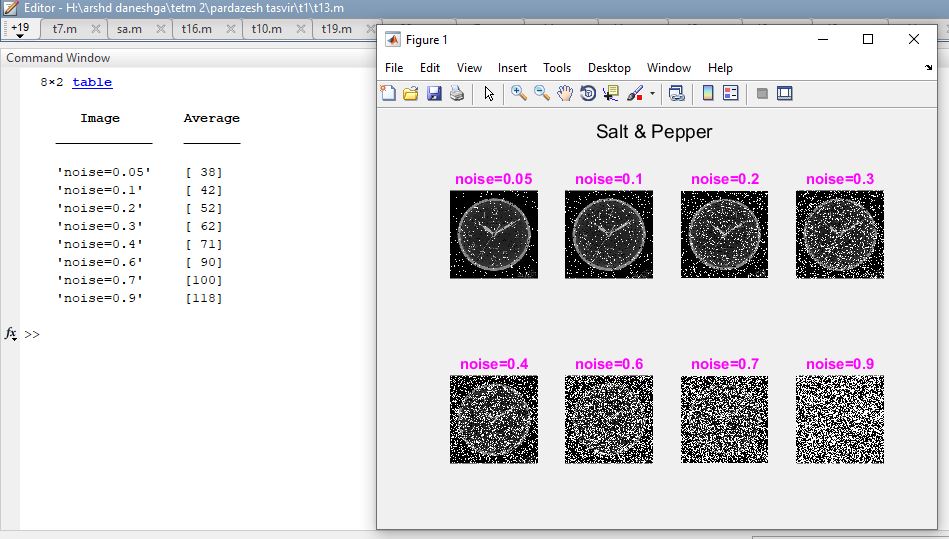 Editor - H:\arshd daneshga\tetm 2\pardazesh tasvir\t1\t13.m
+19 t7.m sa.m t16.m t10.m t19.m
Command Window
8×2 table
Image Average
'noise=0.05' [ 38]
'noise=0.1' [ 42]
'noise=0.2' [ 52]
'noise=0.3' [ 62]
'noise=0.4' [ 71]
'noise=0.6' [ 90]
'noise=0.7' [100]
'noise=0.9' [118]
fx >>
Figure 1
File Edit View Insert Tools Desktop Window Help
Salt & Pepper
noise=0.05 noise=0.1 noise=0.2 noise=0.3
noise=0.4 noise=0.6 noise=0.7 noise=0.9